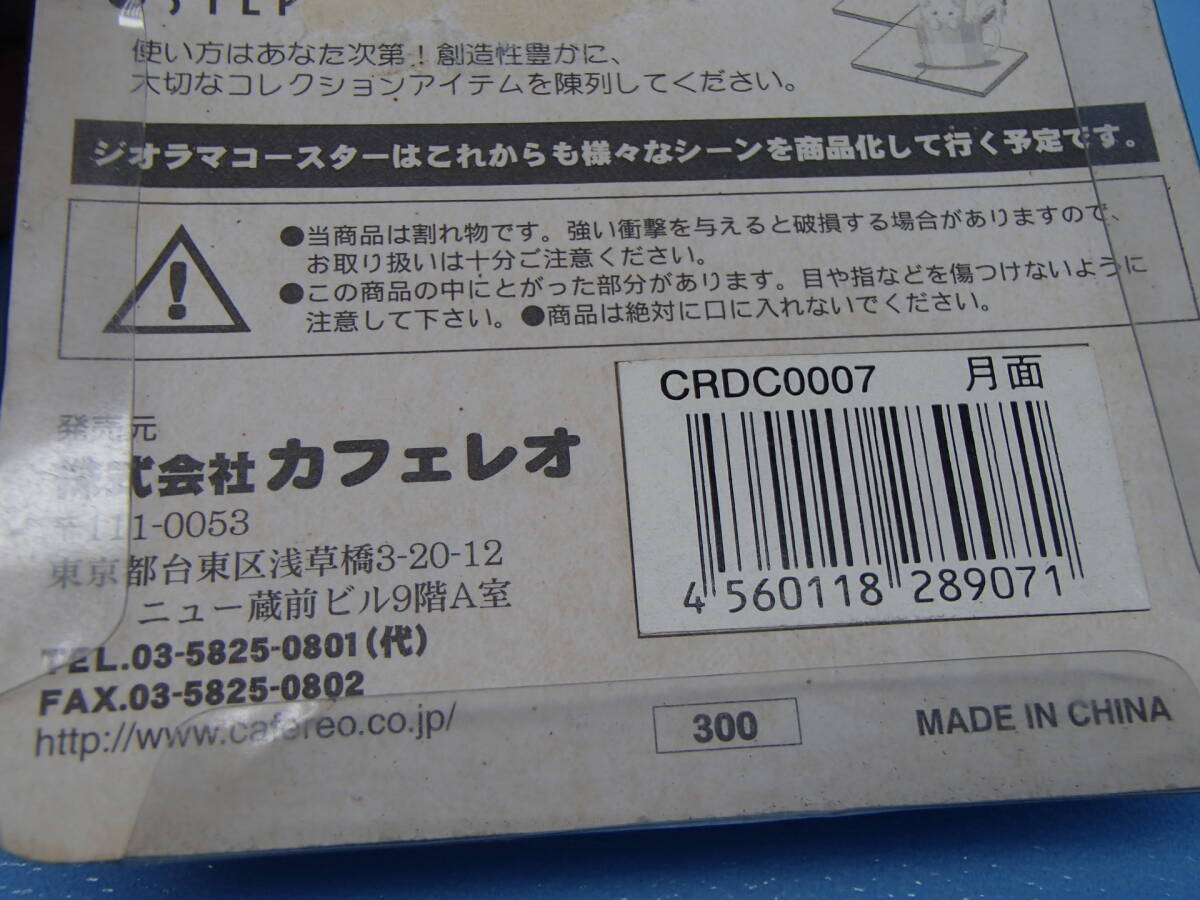 STEP
使い方はあなた次第！創造性豊かに、
大切なコレクションアイテムを陳列してください。
ジオラマコースターはこれからも様々なシーンを商品化して行く予定です。
●当商品は割れ物です。強い衝撃を与えると破損する場合がありますので、
お取り扱いは十分ご注意ください。
●この商品の中にとがった部分があります。目や指などを傷つけないように
注意して下さい。●商品は絶対に口に入れないでください。
CRDC0007 月面
4 560118 289071
発売元
株式会社カフェレオ
〒111-0053
東京都台東区浅草橋3-20-12
ニュー蔵前ビル9階A室
TEL.03-5825-0801(代)
FAX.03-5825-0802
http://www.cafereo.co.jp/
300
MADE IN CHINA